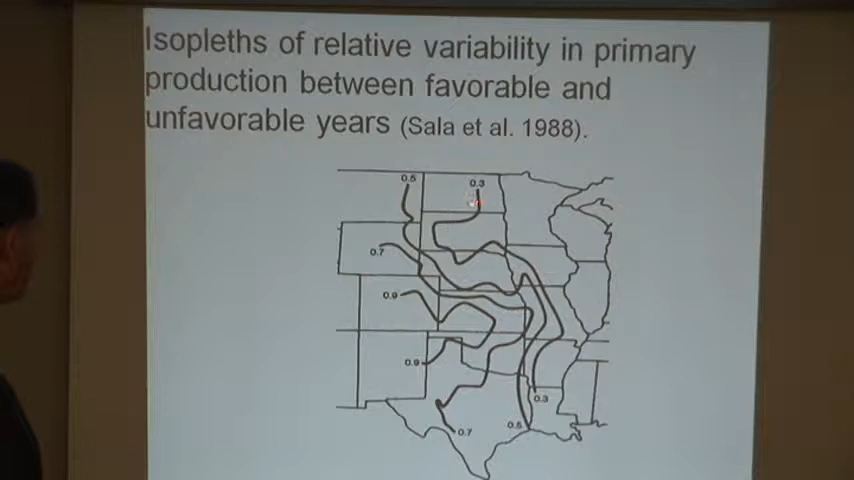 Isopleths of relative variability in primary
production between favorable and
unfavorable years (Sala et al. 1988).
0.5
0.3
0.7
0.9
0.9
0.3
0.5
0.7